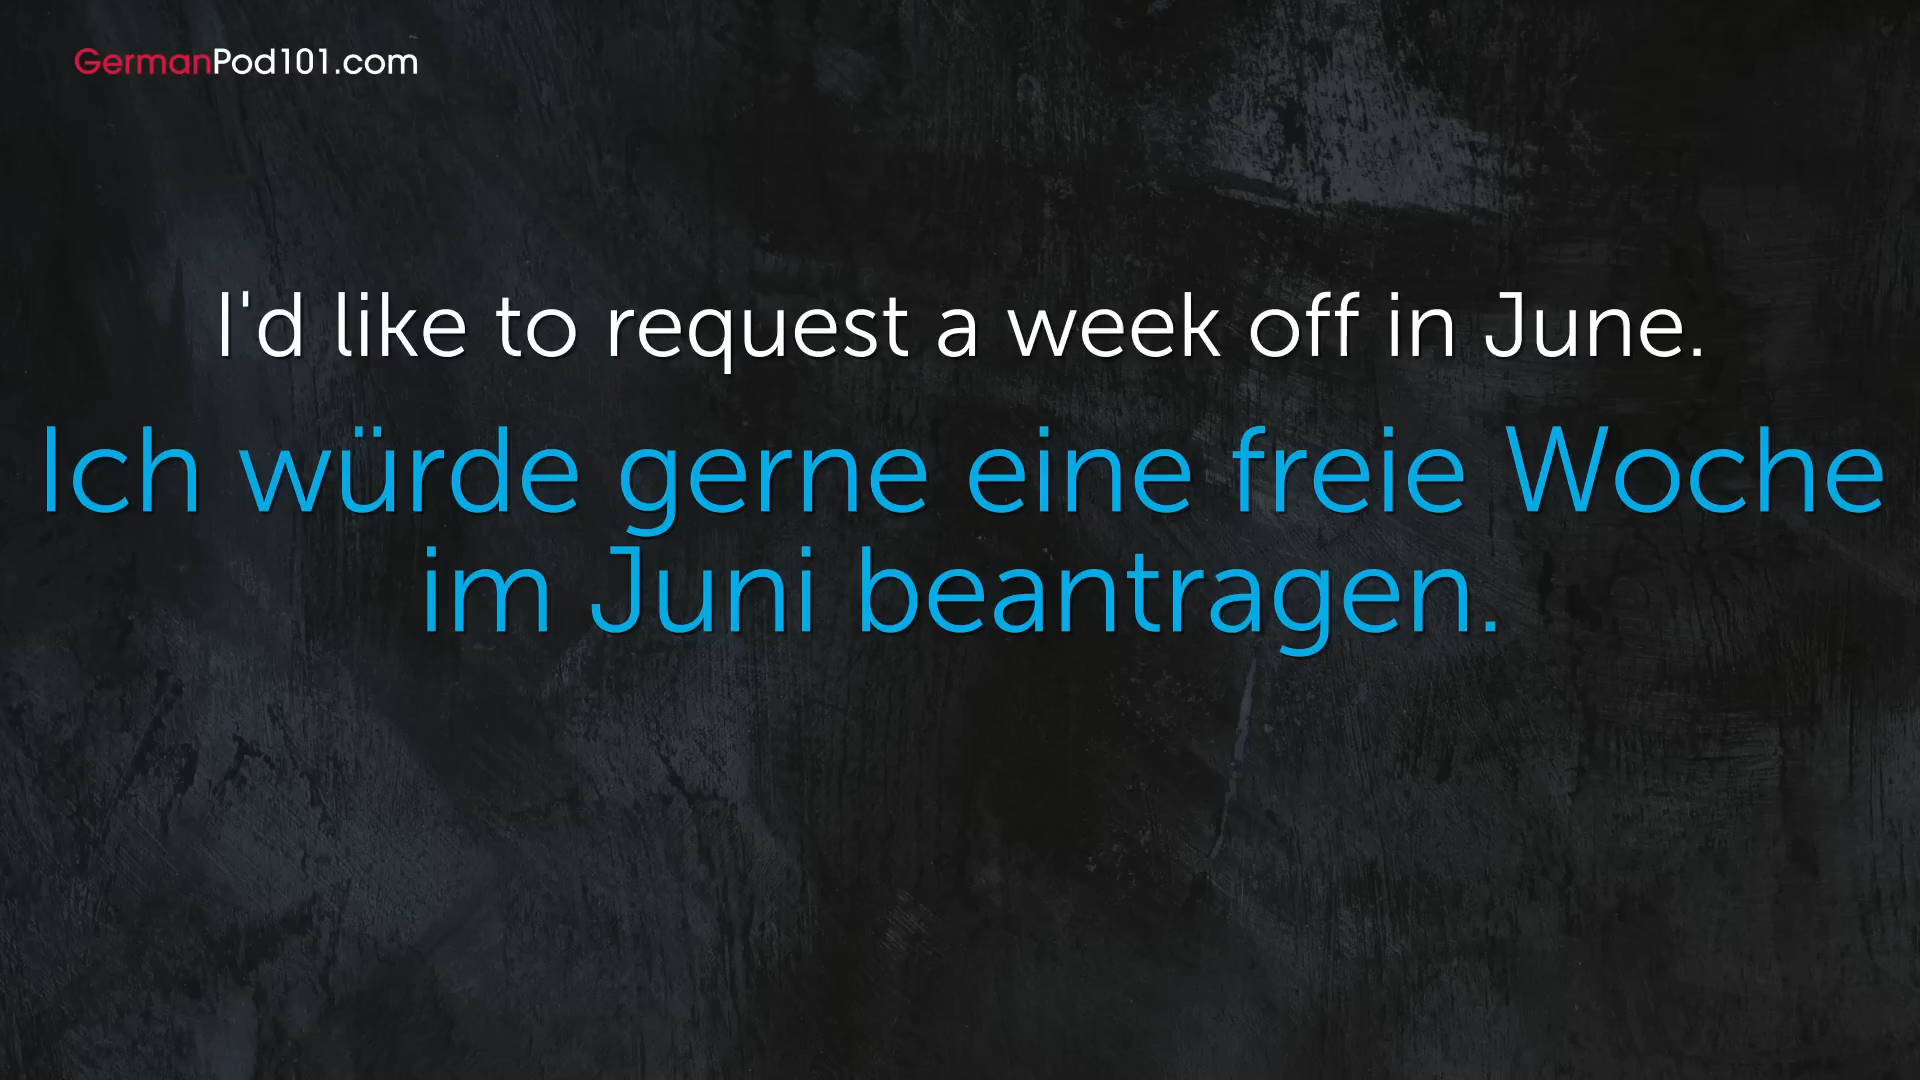 GermanPod101.com
I'd like to request a week off in June.
Ich würde gerne eine freie Woche
im Juni beantragen.